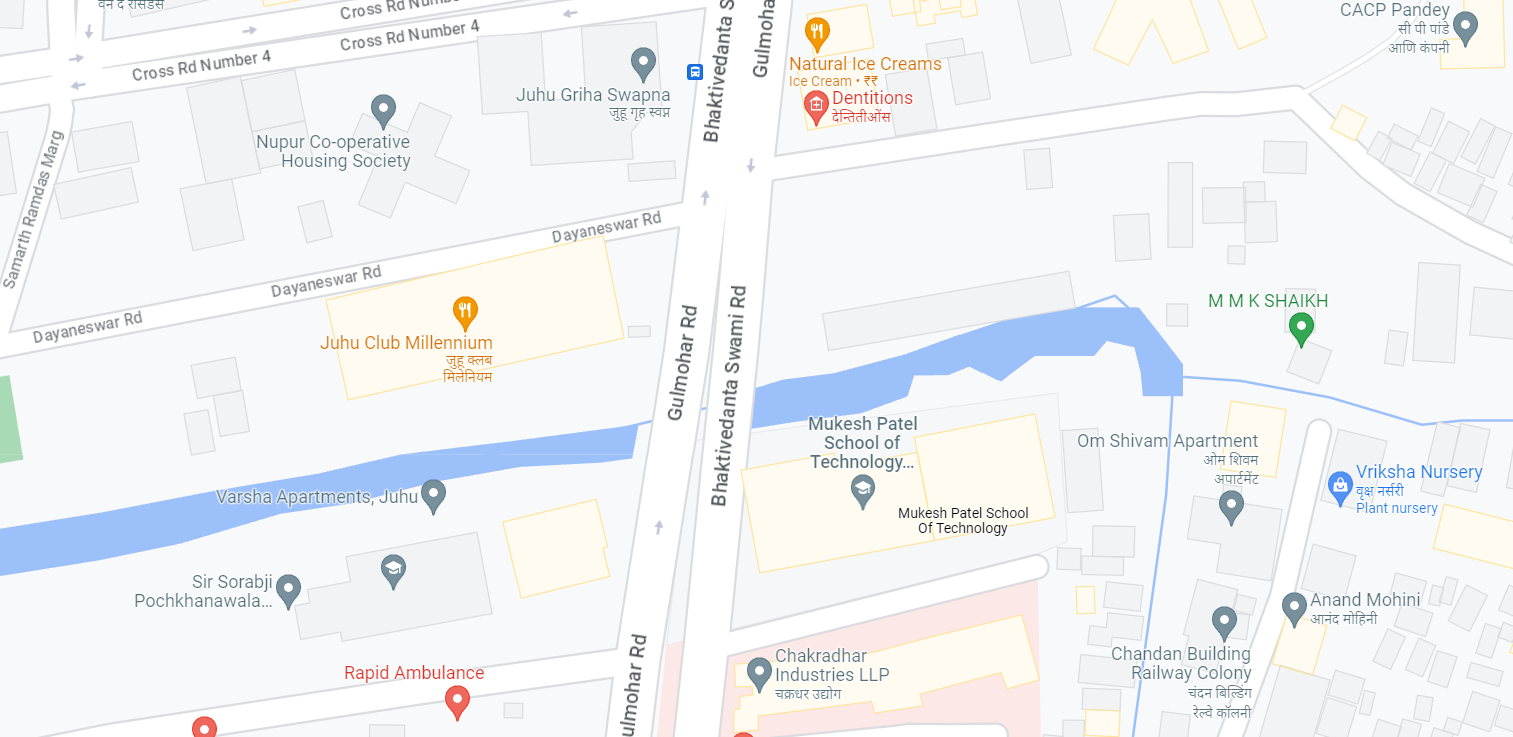 वन द रेसिडेंसी
Cross Rd Numbe
Cross Rd Number 4
Cross Rd Number 4
Bhaktivedanta S
Gulmoha
Natural Ice Creams
Ice Cream • ₹₹
Dentitions
देन्तितीओंस
CACP Pandey
सी पी पांडे
आणि कंपनी
Juhu Griha Swapna
जुहू गृह स्वप्न
Nupur Co-operative
Housing Society
Samarth Ramdas Marg
Dayaneswar Rd
Dayaneswar Rd
Dayaneswar Rd
Juhu Club Millennium
जुहू क्लब
मिलेनियम
Gulmohar Rd
Bhaktivedanta Swami Rd
M M K SHAIKH
Mukesh Patel
School of
Technology...
Mukesh Patel School
Of Technology
Om Shivam Apartment
ओम शिवम
अपार्टमेंट
Vriksha Nursery
वृक्ष नर्सरी
Plant nursery
Varsha Apartments, Juhu
Sir Sorabji
Pochkhanawala...
Anand Mohini
आनंद मोहिनी
Rapid Ambulance
ulmohar Rd
Chakradhar
Industries LLP
चक्रधर उद्योग
Chandan Building
Railway Colony
चंदन बिल्डिंग
रेल्वे कॉलनी